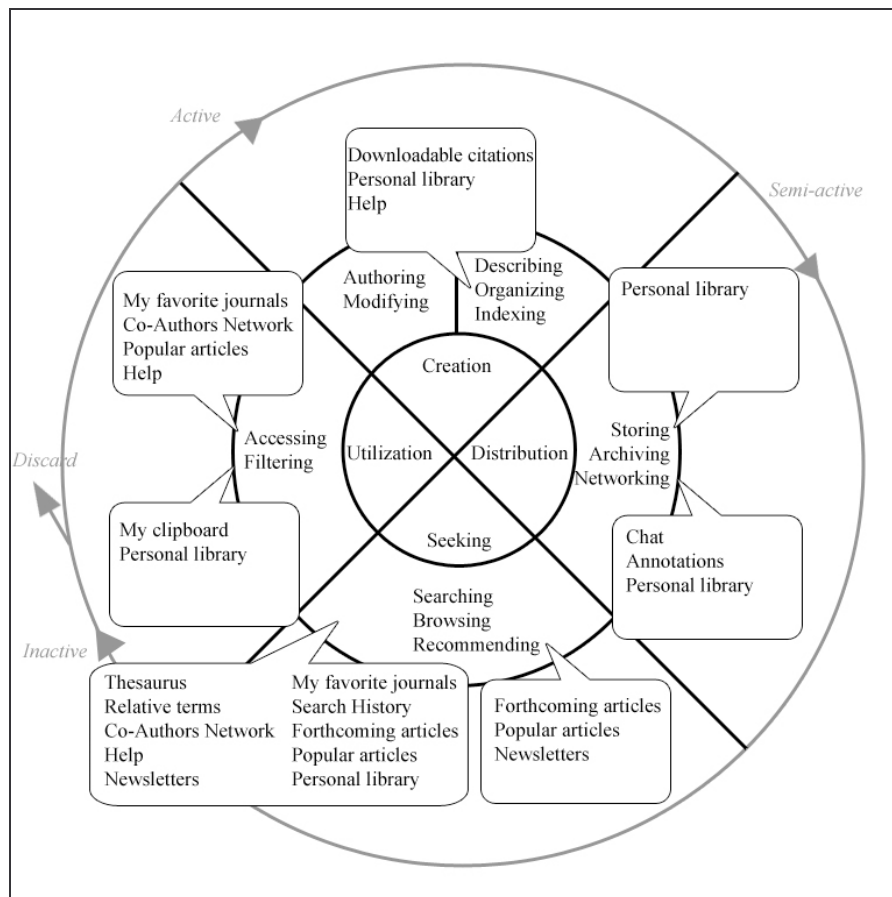 Active
Semi-active
Downloadable citations
Personal library
Help
Authoring
Modifying
Describing
Organizing
Indexing
My favorite journals
Co-Authors Network
Popular articles
Help
Personal library
Creation
Accessing
Filtering
Utilization
Distribution
Storing
Archiving
Networking
Discard
My clipboard
Personal library
Seeking
Chat
Annotations
Personal library
Searching
Browsing
Recommending
Inactive
Thesaurus
Relative terms
Co-Authors Network
Help
Newsletters
My favorite journals
Search History
Forthcoming articles
Popular articles
Personal library
Forthcoming articles
Popular articles
Newsletters